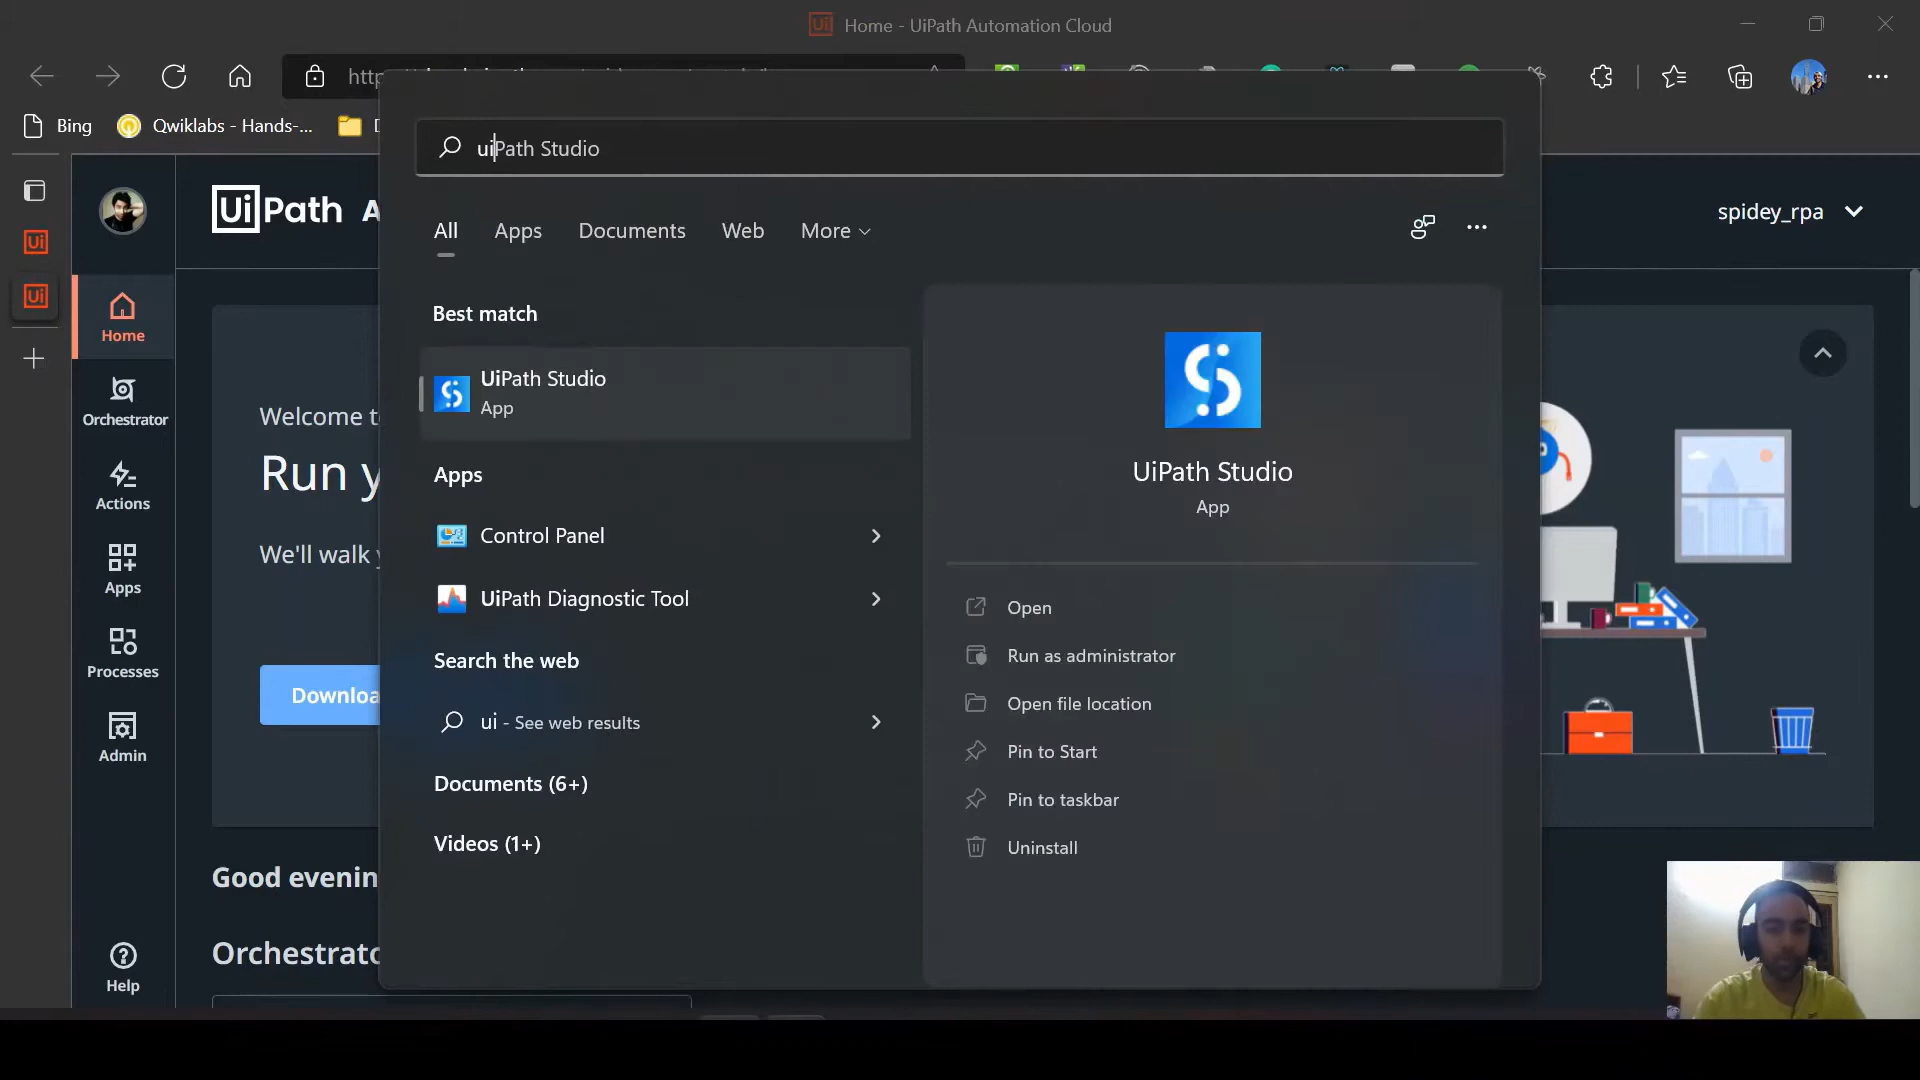 Home - UiPath Automation Cloud
Bing
Qwiklabs - Hands-...
uiPath Studio
UiPath
spidey_rpa
All
Apps
Documents
Web
More
Best match
UiPath Studio
App
Apps
Control Panel
UiPath Diagnostic Tool
Search the web
ui - See web results
Documents (6+)
Videos (1+)
UiPath Studio
App
Open
Run as administrator
Open file location
Pin to Start
Pin to taskbar
Uninstall
Home
Orchestrator
Actions
Apps
Processes
Admin
Help
Welcome
Run
We'll walk
Good